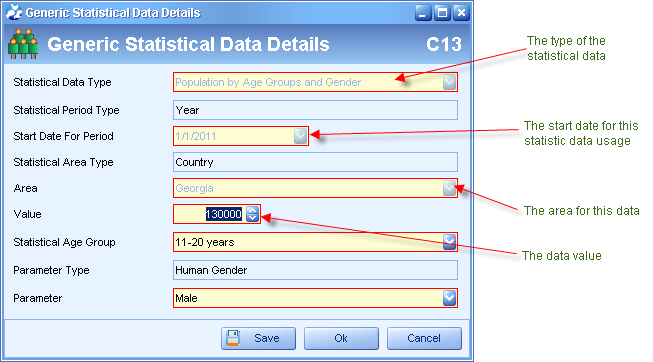 Generic Statistical Data Details
Generic Statistical Data Details C13
Statistical Data Type Population by Age Groups and Gender
Statistical Period Type Year
Start Date For Period 1/1/2011
Statistical Area Type Country
Area Georgia
Value 130000
Statistical Age Group 11-20 years
Parameter Type Human Gender
Parameter Male
Save Ok Cancel
The type of the
statistical data
The start date for this
statistic data usage
The area for this data
The data value